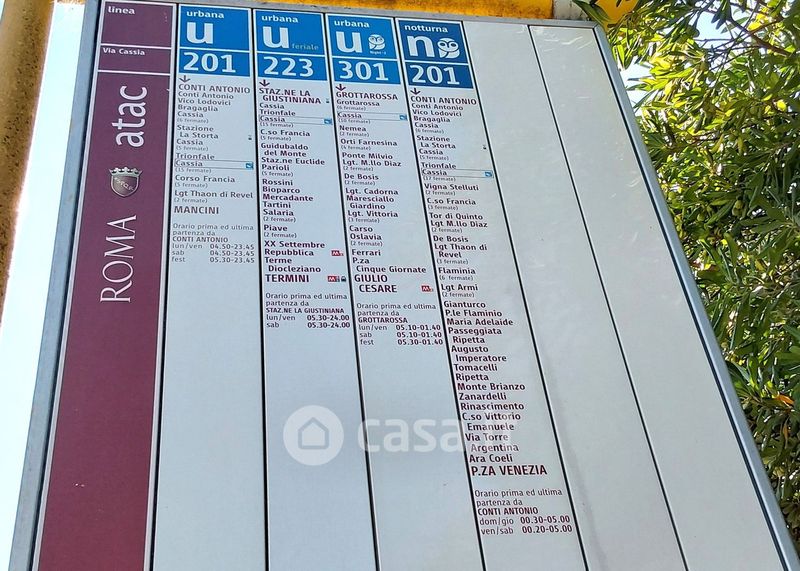 linea
Via Cassia
atac
ROMA
urbana
u
201
CONTI ANTONIO
Conti Antonio
Vico Lodovici
Bragaglia
Cassia
(6 fermate)
Stazione
La Storta
Cassia
(5 fermate)
Trionfale
Cassia
(15 fermate)
Corso Francia
(5 fermate)
Lgt Thaon di Revel
(2 fermate)
MANCINI
Orario prima ed ultima
partenza da
CONTI ANTONIO
lun/ven 04.50-23.45
sab 04.50-23.45
fest 05.30-23.45
urbana
u feriale
223
STAZ.NE LA
GIUSTINIANA
Cassia
Trionfale
Cassia
(15 fermate)
C.so Francia
(5 fermate)
Guidubaldo
del Monte
Staz.ne Euclide
Parioli
(5 fermate)
Rossini
Bioparco
Mercadante
Tartini
Salaria
(2 fermate)
Piave
(2 fermate)
XX Settembre
Repubblica
Terme
Diocleziano
TERMINI
Orario prima ed ultima
partenza da
STAZ.NE LA GIUSTINIANA
lun/ven 05.30-24.00
sab 05.30-24.00
urbana
u
301
GROTTAROSSA
Grottarossa
(6 fermate)
Cassia
(10 fermate)
Nemea
(2 fermate)
Orti Farnesina
(4 fermate)
Ponte Milvio
Lgt. M.llo Diaz
(2 fermate)
De Bosis
(2 fermate)
Lgt. Cadorna
Maresciallo
Giardino
Lgt. Vittoria
(3 fermate)
Carso
Oslavia
(2 fermate)
Ferrari
P.za
Cinque Giornate
GIULIO
CESARE
Orario prima ed ultima
partenza da
GROTTAROSSA
lun/ven 05.10-01.40
sab 05.10-01.40
fest 05.30-01.40
notturna
n
201
CONTI ANTONIO
Conti Antonio
Vico Lodovici
Bragaglia
Cassia
(6 fermate)
Stazione
La Storta
Cassia
(5 fermate)
Trionfale
Cassia
(17 fermate)
Vigna Stelluti
(2 fermate)
C.so Francia
(3 fermate)
Tor di Quinto
Lgt M.llo Diaz
(2 fermate)
De Bosis
Lgt Thaon di
Revel
(3 fermate)
Flaminia
(6 fermate)
Lgt Armi
(2 fermate)
Gianturco
P.le Flaminio
Maria Adelaide
Passeggiata
Ripetta
Augusto
Imperatore
Tomacelli
Ripetta
Monte Brianzo
Zanardelli
Rinascimento
C.so Vittorio
Emanuele
Via Torre
Argentina
Ara Coeli
P.ZA VENEZIA
Orario prima ed ultima
partenza da
CONTI ANTONIO
dom/gio 00.30-05.00
ven/sab 00.20-05.00